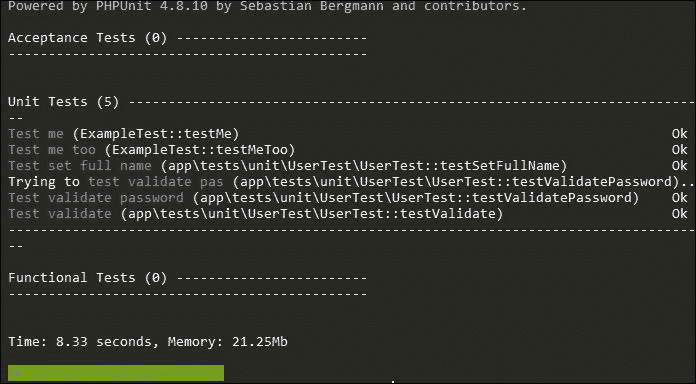 Powered by PHPUnit 4.8.10 by Sebastian Bergmann and contributors.
Acceptance Tests (0) ------------------------
---------------------------------------------
Unit Tests (5) -----------------------------------------------------------------------
--
Test me (ExampleTest::testMe) Ok
Test me too (ExampleTest::testMeToo) Ok
Test set full name (app\tests\unit\UserTest\UserTest::testSetFullName) Ok
Trying to test validate pas (app\tests\unit\UserTest\UserTest::testValidatePassword)..
Test validate password (app\tests\unit\UserTest\UserTest::testValidatePassword) Ok
Test validate (app\tests\unit\UserTest\UserTest::testValidate) Ok
--------------------------------------------------------------------------------------
--
Functional Tests (0) ------------------------
---------------------------------------------
Time: 8.33 seconds, Memory: 21.25Mb